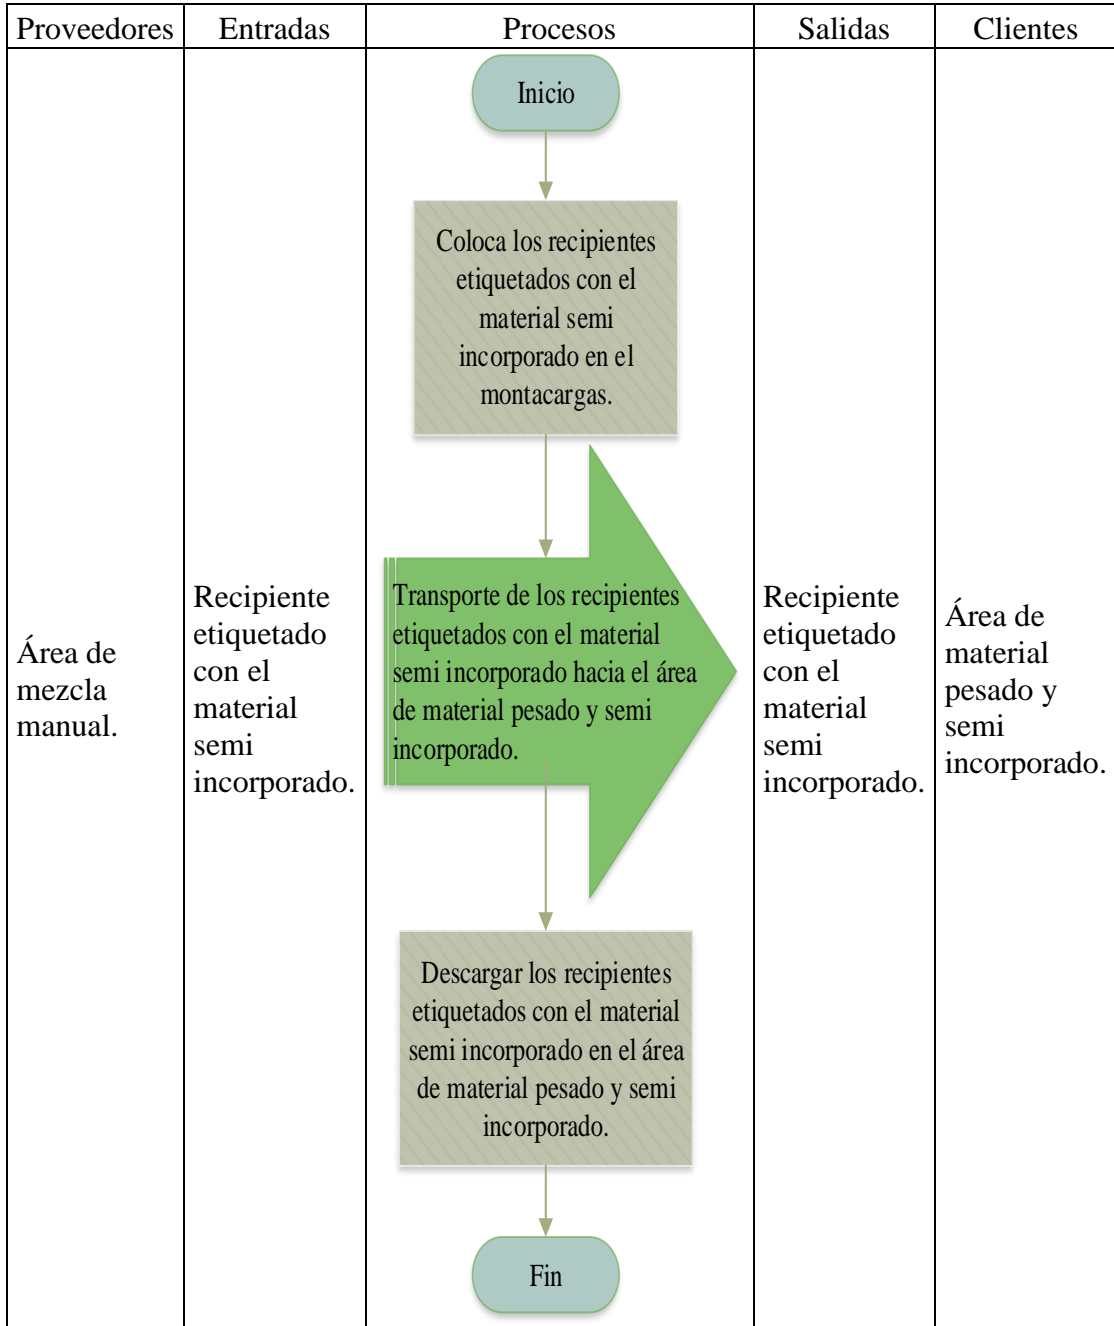 Proveedores
Entradas
Procesos
Salidas
Clientes
Área de
mezcla
manual.
Recipiente
etiquetado
con el
material
semi
incorporado.
Inicio
Coloca los recipientes
etiquetados con el
material semi
incorporado en el
montacargas.
Transporte de los recipientes
etiquetados con el material
semi incorporado hacia el área
de material pesado y semi
incorporado.
Descargar los recipientes
etiquetados con el material
semi incorporado en el área
de material pesado y semi
incorporado.
Fin
Recipiente
etiquetado
con el
material
semi
incorporado.
Área de
material
pesado y
semi
incorporado.